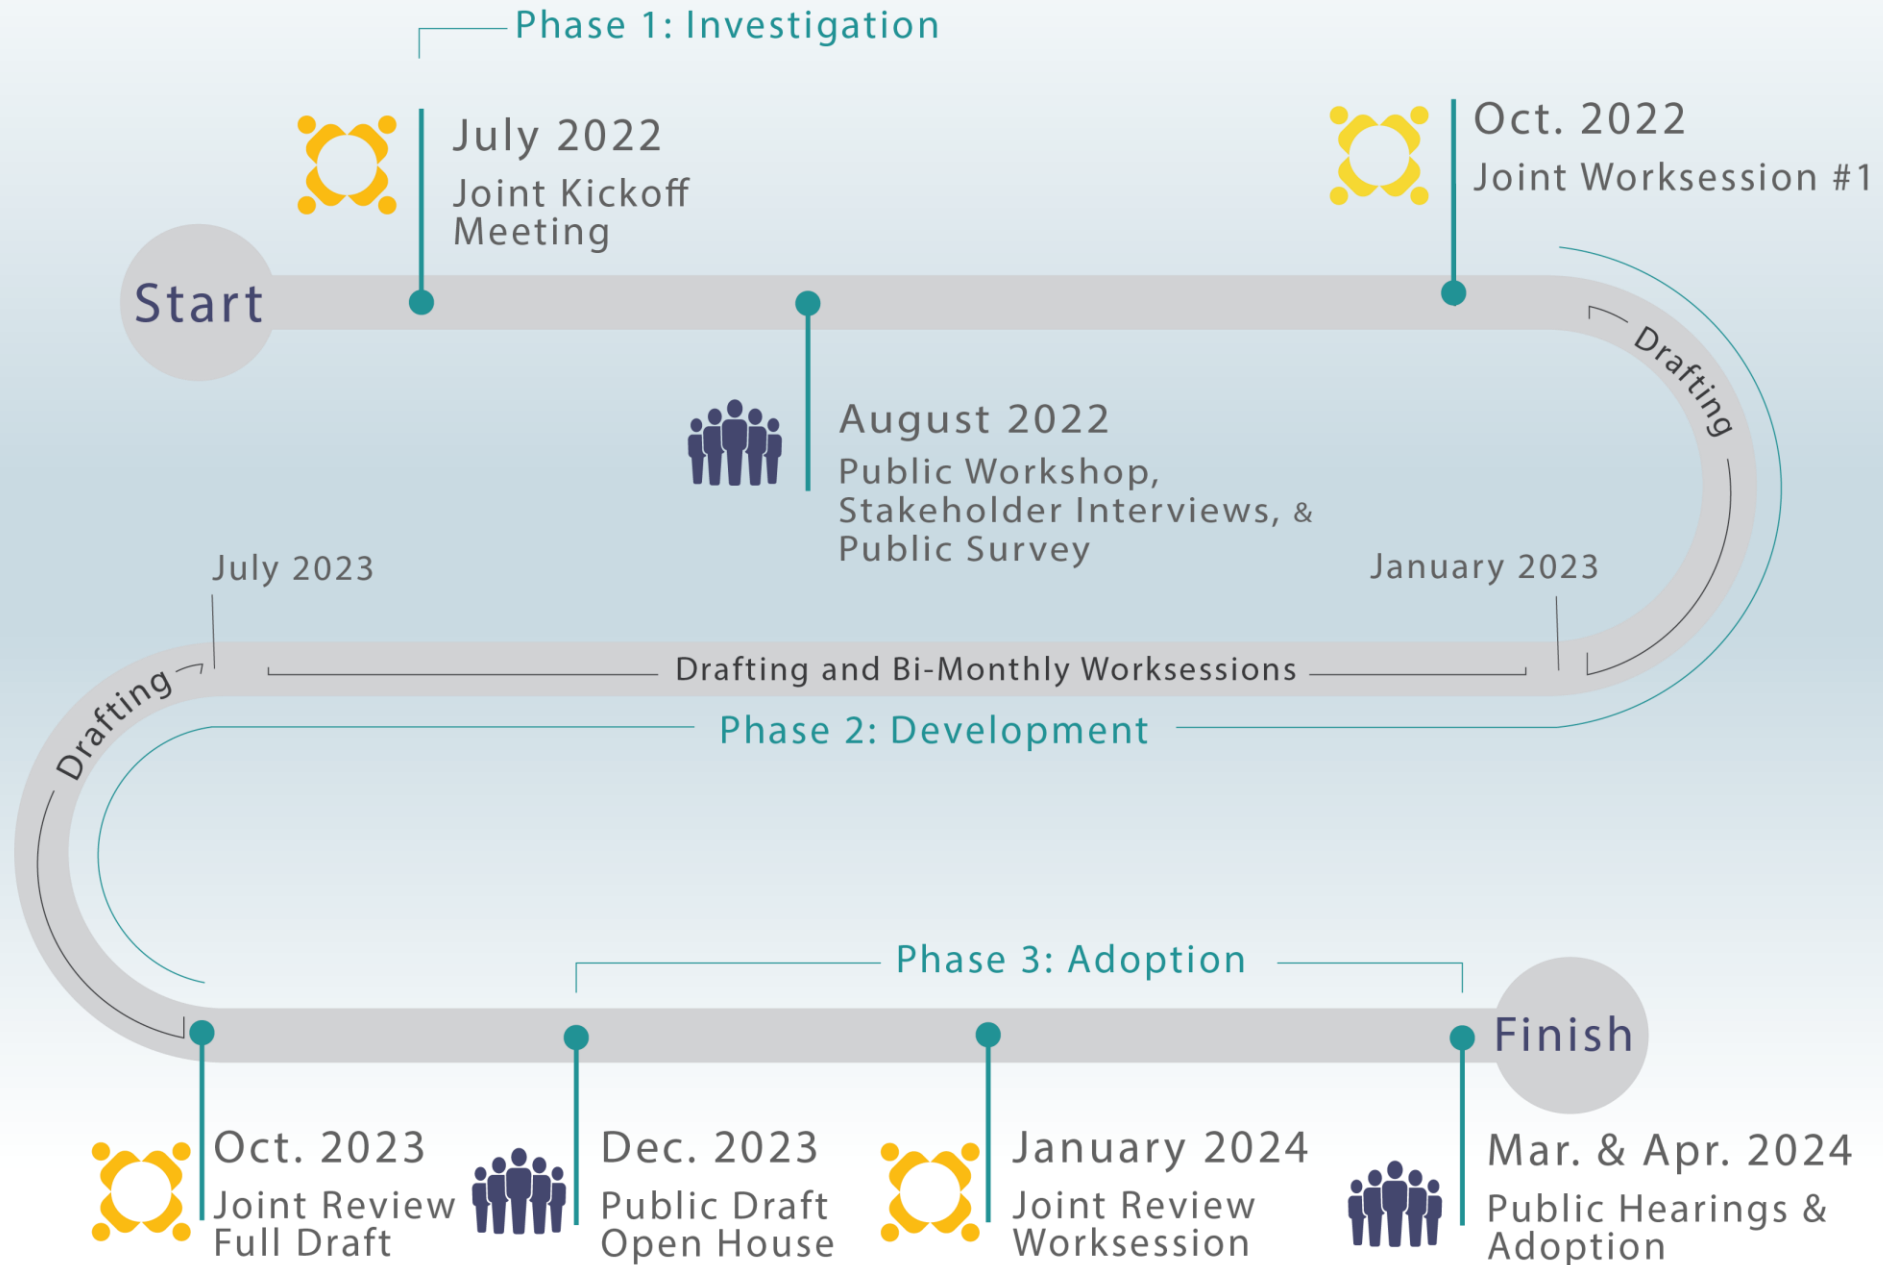 Phase 1: Investigation
July 2022
Joint Kickoff
Meeting
Oct. 2022
Joint Worksession #1
Start
Drafting
August 2022
Public Workshop,
Stakeholder Interviews, &
Public Survey
July 2023
January 2023
Drafting and Bi-Monthly Worksessions
Drafting
Phase 2: Development
Phase 3: Adoption
Finish
Oct. 2023
Joint Review
Full Draft
Dec. 2023
Public Draft
Open House
January 2024
Joint Review
Worksession
Mar. & Apr. 2024
Public Hearings &
Adoption